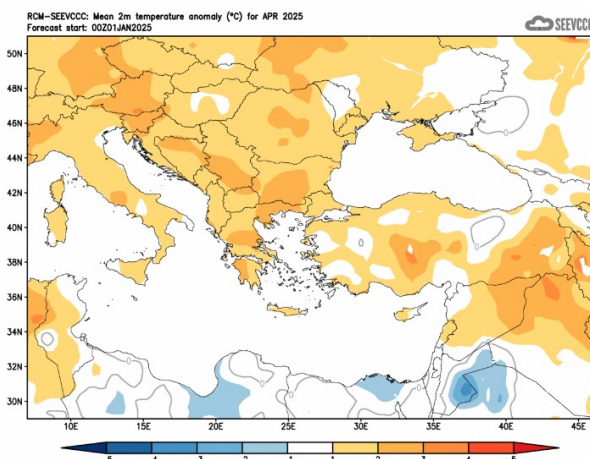 RCM-SEEVCCC: Mean 2m temperature anomaly (°C) for APR 2025
Forecast start: 00Z01JAN2025
SEEVCCC
50N
48N
46N
44N
42N
40N
38N
36N
34N
32N
30N
10E 15E 20E 25E 30E 35E 40E 45E
-5 -4 -3 -2 -1 1 2 3 4 5